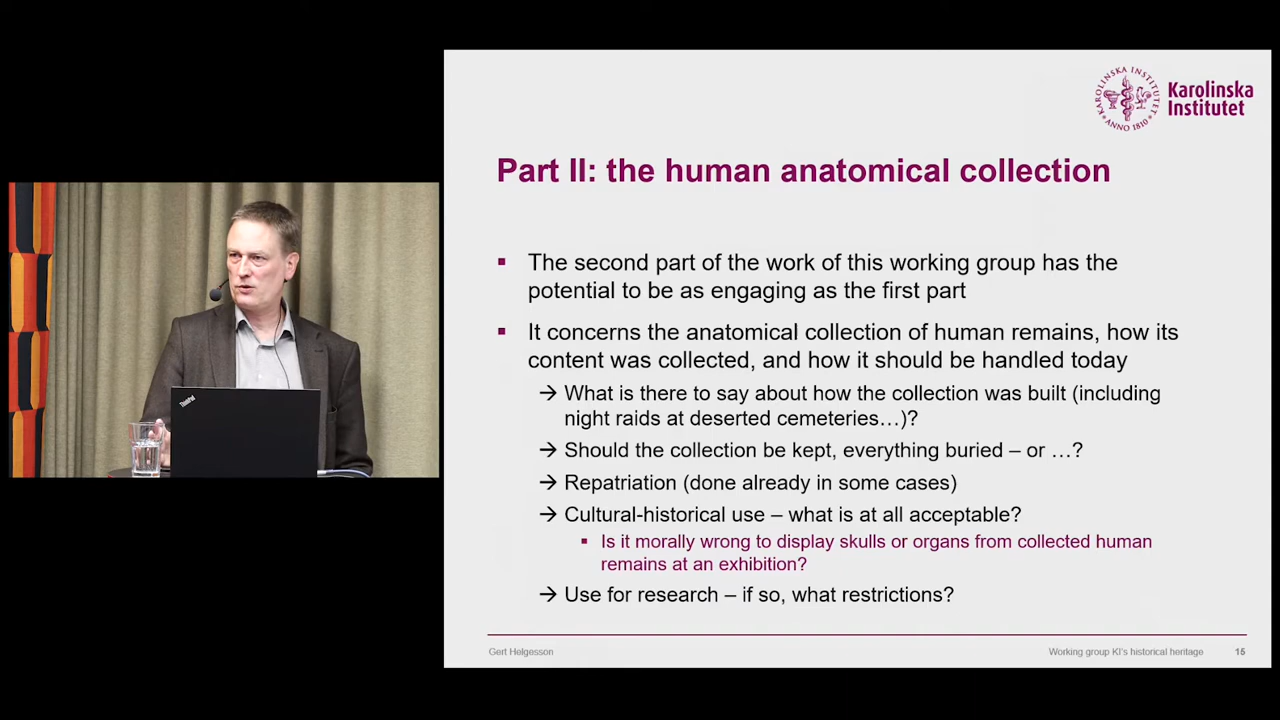 KAROLINSKA INSTITUTET
ANNO 1810
Karolinska
Institutet
Part II: the human anatomical collection
▪ The second part of the work of this working group has the
potential to be as engaging as the first part
▪ It concerns the anatomical collection of human remains, how its
content was collected, and how it should be handled today
→ What is there to say about how the collection was built (including
night raids at deserted cemeteries…)?
→ Should the collection be kept, everything buried – or …?
→ Repatriation (done already in some cases)
→ Cultural-historical use – what is at all acceptable?
▪ Is it morally wrong to display skulls or organs from collected human
remains at an exhibition?
→ Use for research – if so, what restrictions?
Gert Helgesson
Working group KI's historical heritage
15
ThinkPad